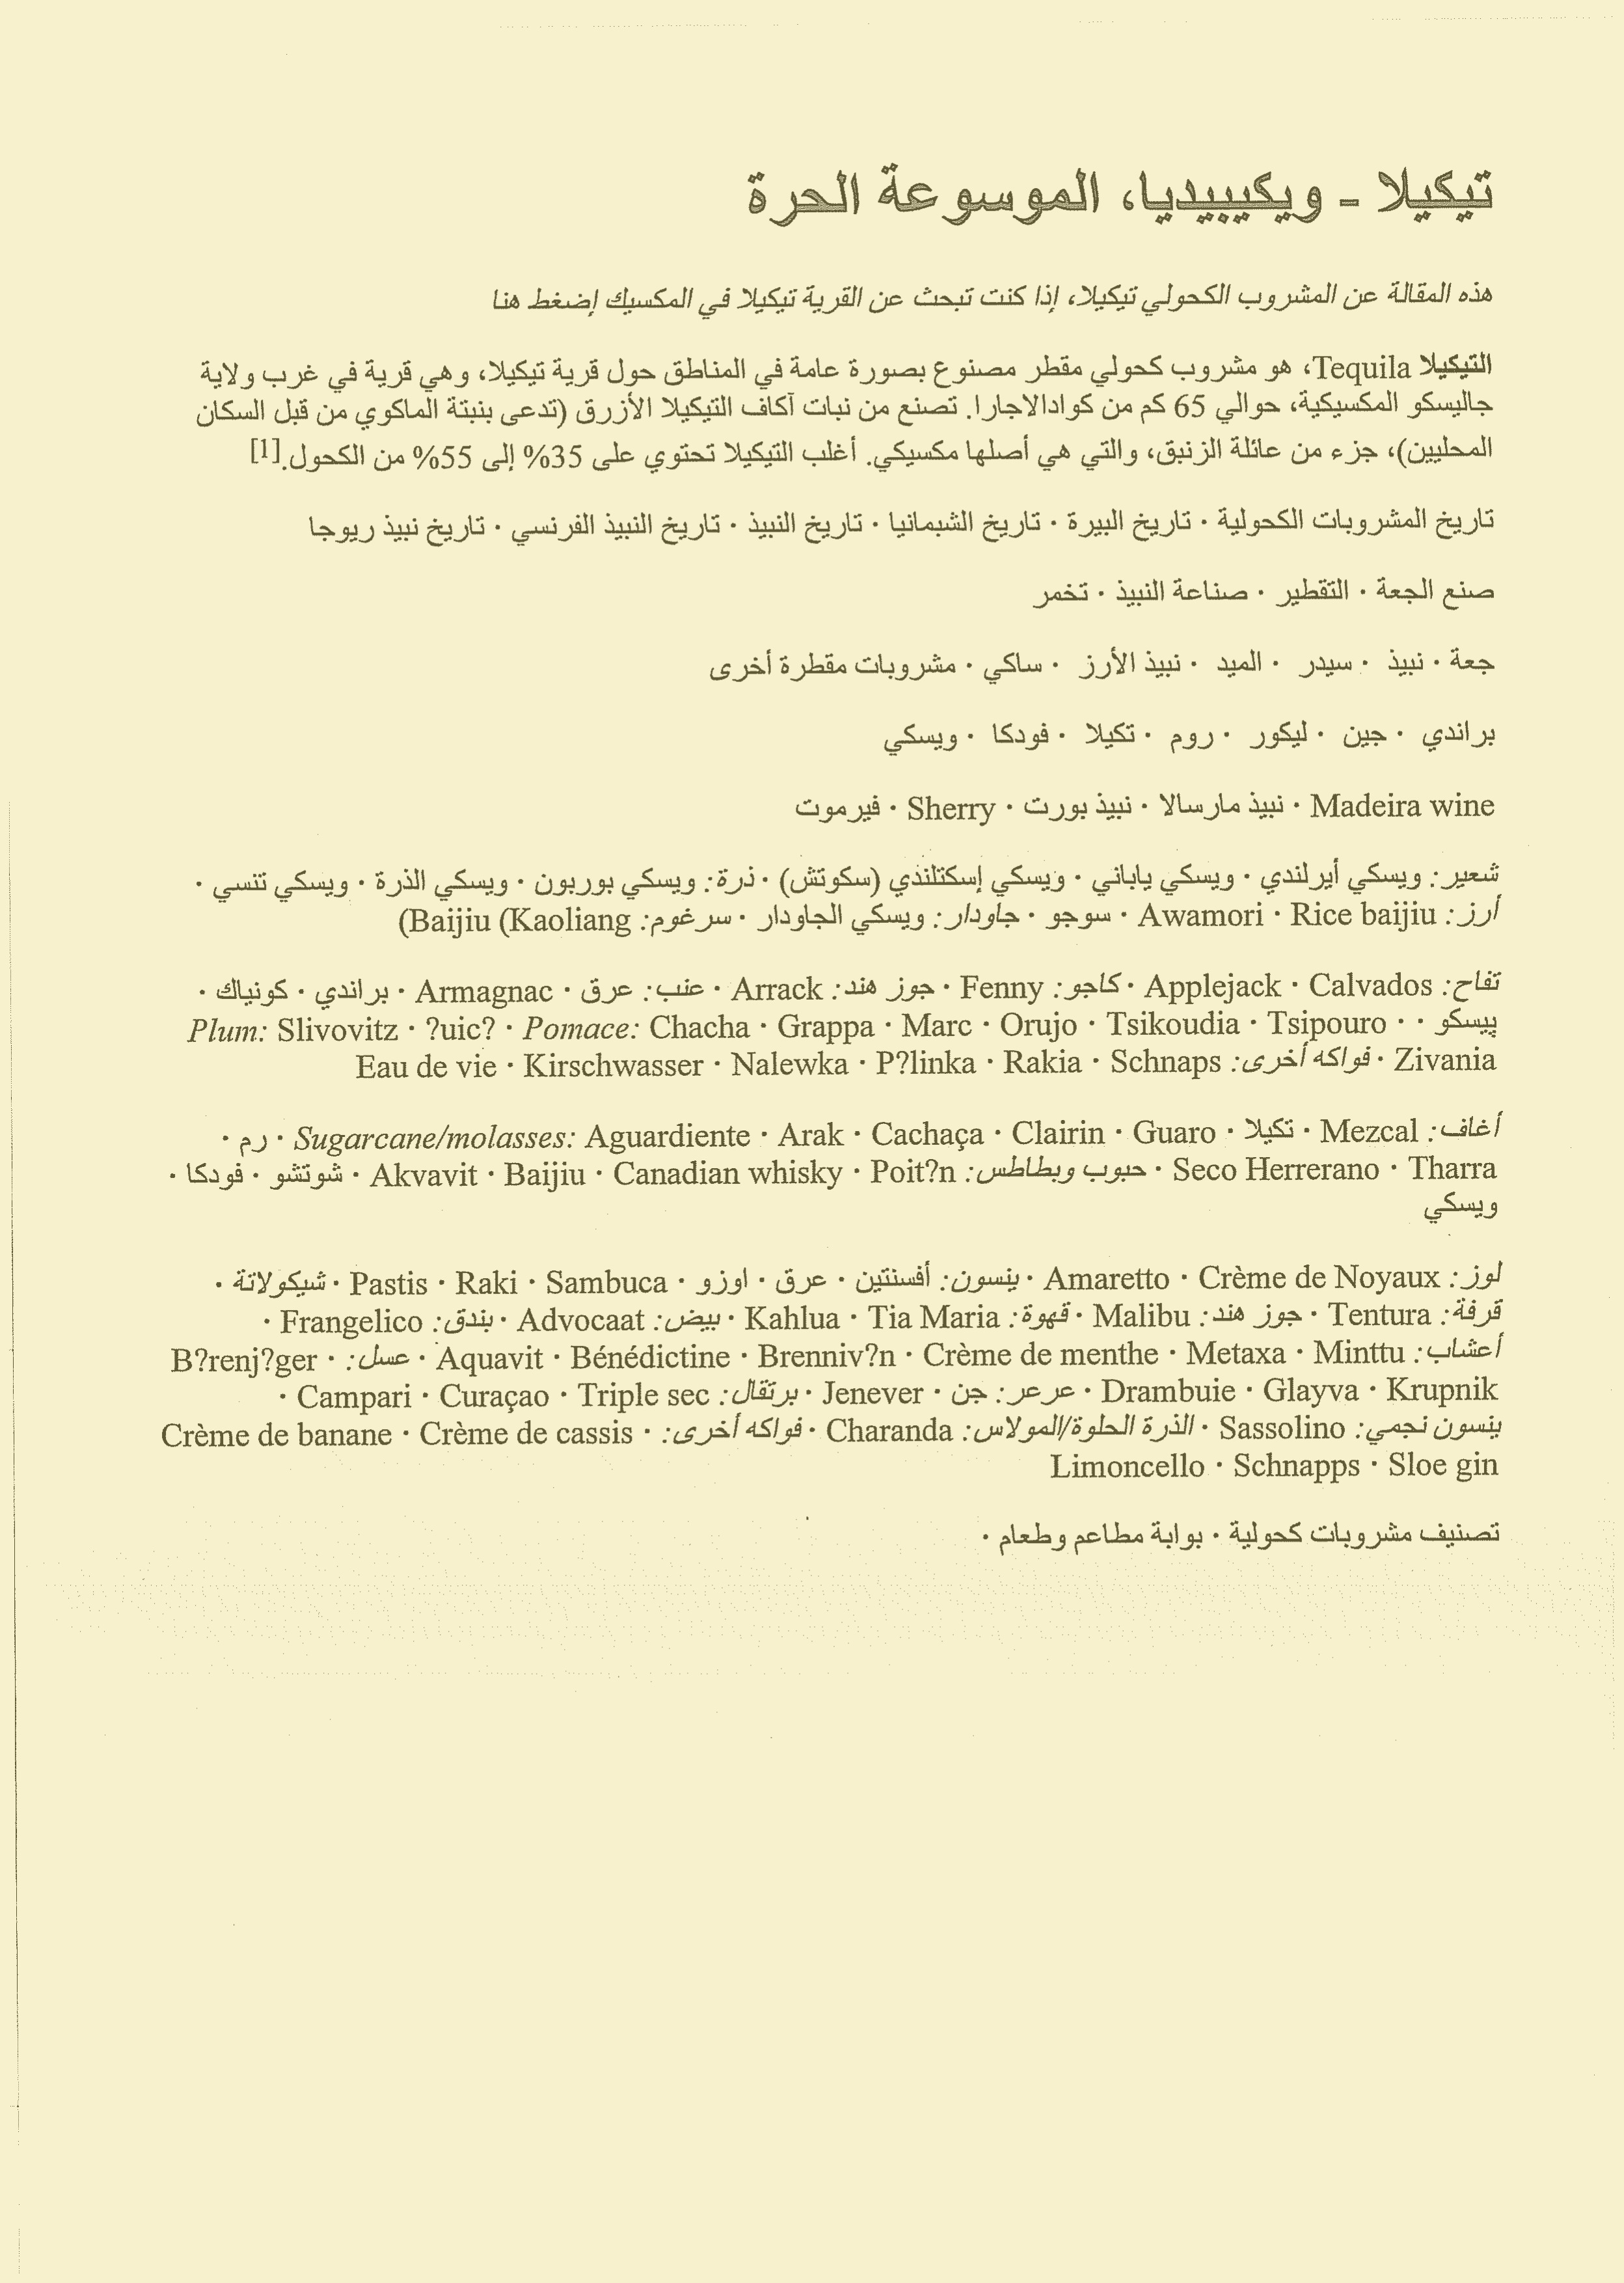 تيكيلا - ويكيبيديا، الموسوعة الحرة
هذه المقالة عن المشروب الكحولي تيكيلا، إذا كنت تبحث عن القرية تيكيلا في المكسيك إضغط هنا
التيكيلا Tequila، هو مشروب كحولي مقطر مصنوع بصورة عامة في المناطق حول قرية تيكيلا، وهي قرية في غرب ولاية
جاليسكو المكسيكية، حوالي 65 كم من كوادالاجارا. تصنع من نبات آكاف التيكيلا الأزرق (تدعى بنبتة الماكوي من قبل السكان
المحليين)، جزء من عائلة الزنبق، والتي هي أصلها مكسيكي. أغلب التيكيلا تحتوي على 35% إلى 55% من الكحول.[1]
تاريخ المشروبات الكحولية · تاريخ البيرة · تاريخ الشبمانيا · تاريخ النبيذ · تاريخ النبيذ الفرنسي · تاريخ نبيذ ريوجا
صنع الجعة · التقطير · صناعة النبيذ · تخمر
جعة · نبيذ · سيدر · الميد · نبيذ الأرز · ساكي · مشروبات مقطرة أخرى
براندي · جين · ليكور · روم · تكيلا · فودكا · ويسكي
Madeira wine · نبيذ مارسالا · نبيذ بورت · Sherry · فيرموت
شعير: ويسكي أيرلندي · ويسكي ياباني · ويسكي إسكتلندي (سكوتش) · ذرة: ويسكي بوربون · ويسكي الذرة · ويسكي تنسي ·
أرز: Awamori · Rice baijiu · سوجو · جاودار: ويسكي الجاودار · سرغوم: Baijiu (Kaoliang)
تفاح: Applejack · Calvados · كاجو: Fenny · جوز هند: Arrack · عنب: عرق · Armagnac · براندي · كونياك ·
پيسكو · Plum: Slivovitz · ?uic? · Pomace: Chacha · Grappa · Marc · Orujo · Tsikoudia · Tsipouro ·
Zivania · فواكه أخرى: Eau de vie · Kirschwasser · Nalewka · P?linka · Rakia · Schnaps
أغاف: Mezcal · تكيلا · Sugarcane/molasses: Aguardiente · Arak · Cachaça · Clairin · Guaro · رم ·
Seco Herrerano · Tharra · حبوب وبطاطس: Akvavit · Baijiu · Canadian whisky · Poit?n · شوتشو · فودكا ·
ويسكي
لوز: Amaretto · Crème de Noyaux · ينسون: أفسنتين · عرق · اوزو · Pastis · Raki · Sambuca · شيكولاتة ·
قرفة: Tentura · جوز هند: Malibu · قهوة: Kahlua · Tia Maria · بيض: Advocaat · بندق: Frangelico ·
أعشاب: Aquavit · Bénédictine · Brenniv?n · Crème de menthe · Metaxa · Minttu · عسل: · B?renj?ger
Drambuie · Glayva · Krupnik · عرعر: جن · Jenever · برتقال: Campari · Curaçao · Triple sec ·
ينسون نجمي: Sassolino · الذرة الحلوة/المولاس: Charanda · فواكه أخرى: · Crème de banane · Crème de cassis
Limoncello · Schnapps · Sloe gin
تصنيف مشروبات كحولية · بوابة مطاعم وطعام ·